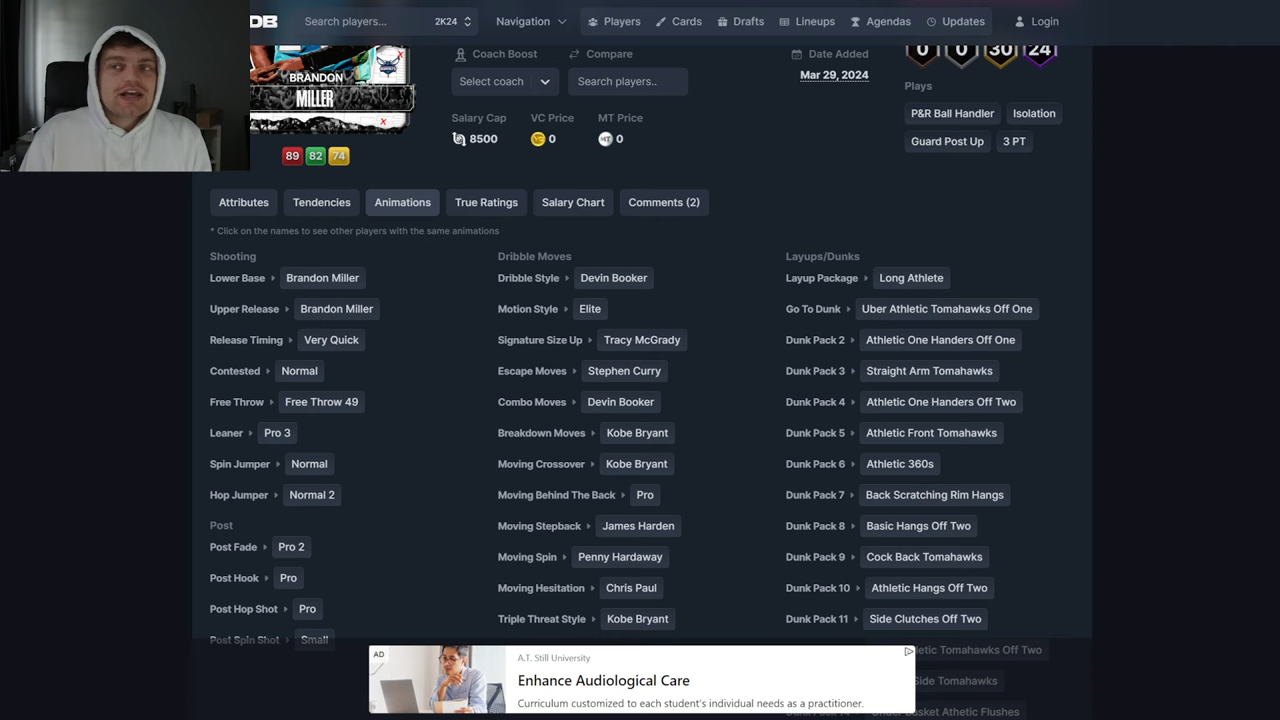 DB
Search players...
2K24
Navigation
Players
Cards
Drafts
Lineups
Agendas
Updates
Login
BRANDON
MILLER
89 82 74
Coach Boost
Compare
Select coach
Search players..
Salary Cap
VC Price
MT Price
8500
0
0
Date Added
Mar 29, 2024
0 0 30 24
Plays
P&R Ball Handler
Isolation
Guard Post Up
3 PT
Attributes
Tendencies
Animations
True Ratings
Salary Chart
Comments (2)
* Click on the names to see other players with the same animations
Shooting
Lower Base Brandon Miller
Upper Release Brandon Miller
Release Timing Very Quick
Contested Normal
Free Throw Free Throw 49
Leaner Pro 3
Spin Jumper Normal
Hop Jumper Normal 2
Post
Post Fade Pro 2
Post Hook Pro
Post Hop Shot Pro
Post Spin Shot Small
Dribble Moves
Dribble Style Devin Booker
Motion Style Elite
Signature Size Up Tracy McGrady
Escape Moves Stephen Curry
Combo Moves Devin Booker
Breakdown Moves Kobe Bryant
Moving Crossover Kobe Bryant
Moving Behind The Back Pro
Moving Stepback James Harden
Moving Spin Penny Hardaway
Moving Hesitation Chris Paul
Triple Threat Style Kobe Bryant
Layups/Dunks
Layup Package Long Athlete
Go To Dunk Uber Athletic Tomahawks Off One
Dunk Pack 2 Athletic One Handers Off One
Dunk Pack 3 Straight Arm Tomahawks
Dunk Pack 4 Athletic One Handers Off Two
Dunk Pack 5 Athletic Front Tomahawks
Dunk Pack 6 Athletic 360s
Dunk Pack 7 Back Scratching Rim Hangs
Dunk Pack 8 Basic Hangs Off Two
Dunk Pack 9 Cock Back Tomahawks
Dunk Pack 10 Athletic Hangs Off Two
Dunk Pack 11 Side Clutches Off Two
letic Tomahawks Off Two
Side Tomahawks
Under Basket Athetic Flushes
AD
A.T. Still University
Enhance Audiological Care
Curriculum customized to each student's individual needs as a practitioner.